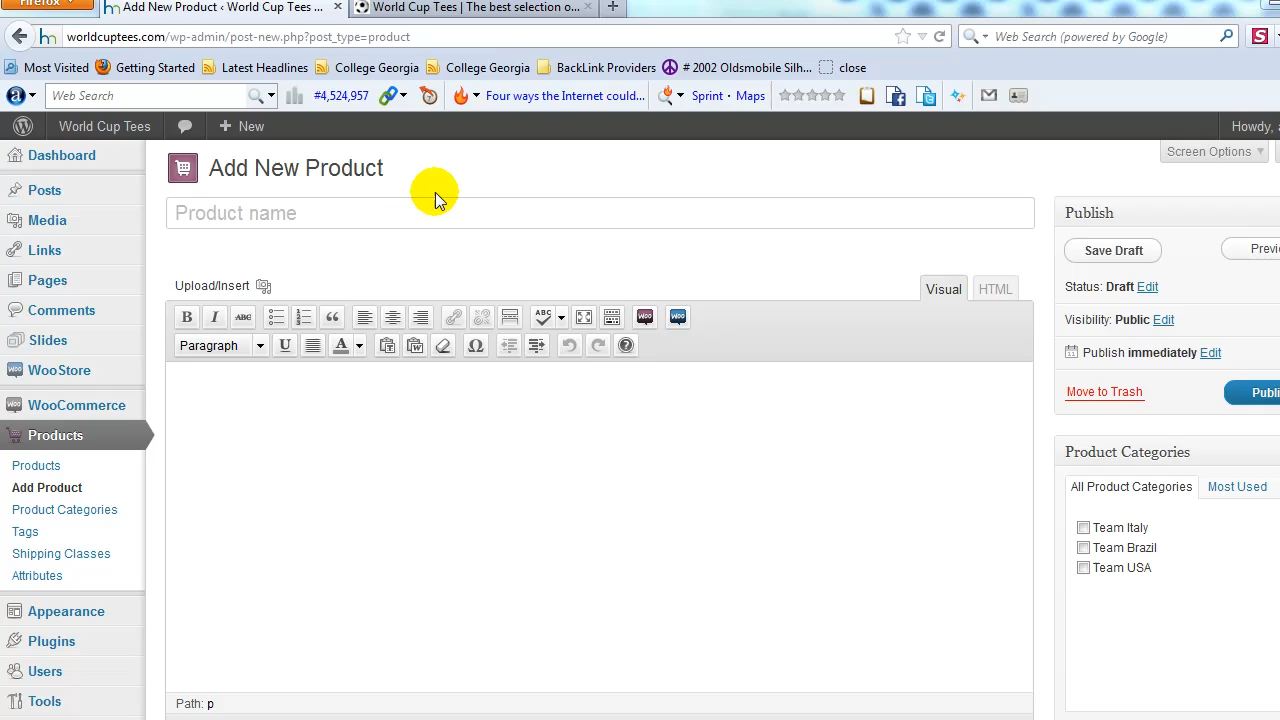 Firefox
Add New Product ‹ World Cup Tees ...
World Cup Tees | The best selection o...
worldcuptees.com/wp-admin/post-new.php?post_type=product
Web Search (powered by Google)
Most Visited
Getting Started
Latest Headlines
College Georgia
College Georgia
BackLink Providers
# 2002 Oldsmobile Silh...
close
Web Search
#4,524,957
Four ways the Internet could...
Sprint
Maps
World Cup Tees
New
Howdy, a
Dashboard
Posts
Media
Links
Pages
Comments
Slides
WooStore
WooCommerce
Products
Products
Add Product
Product Categories
Tags
Shipping Classes
Attributes
Appearance
Plugins
Users
Tools
Add New Product
Screen Options
Product name
Upload/Insert
Visual
HTML
B I ABC
ABC
WOO
WOO
Paragraph
U
A
Ω
Path: p
Publish
Save Draft
Previe
Status: Draft Edit
Visibility: Public Edit
Publish immediately Edit
Move to Trash
Publi
Product Categories
All Product Categories
Most Used
Team Italy
Team Brazil
Team USA